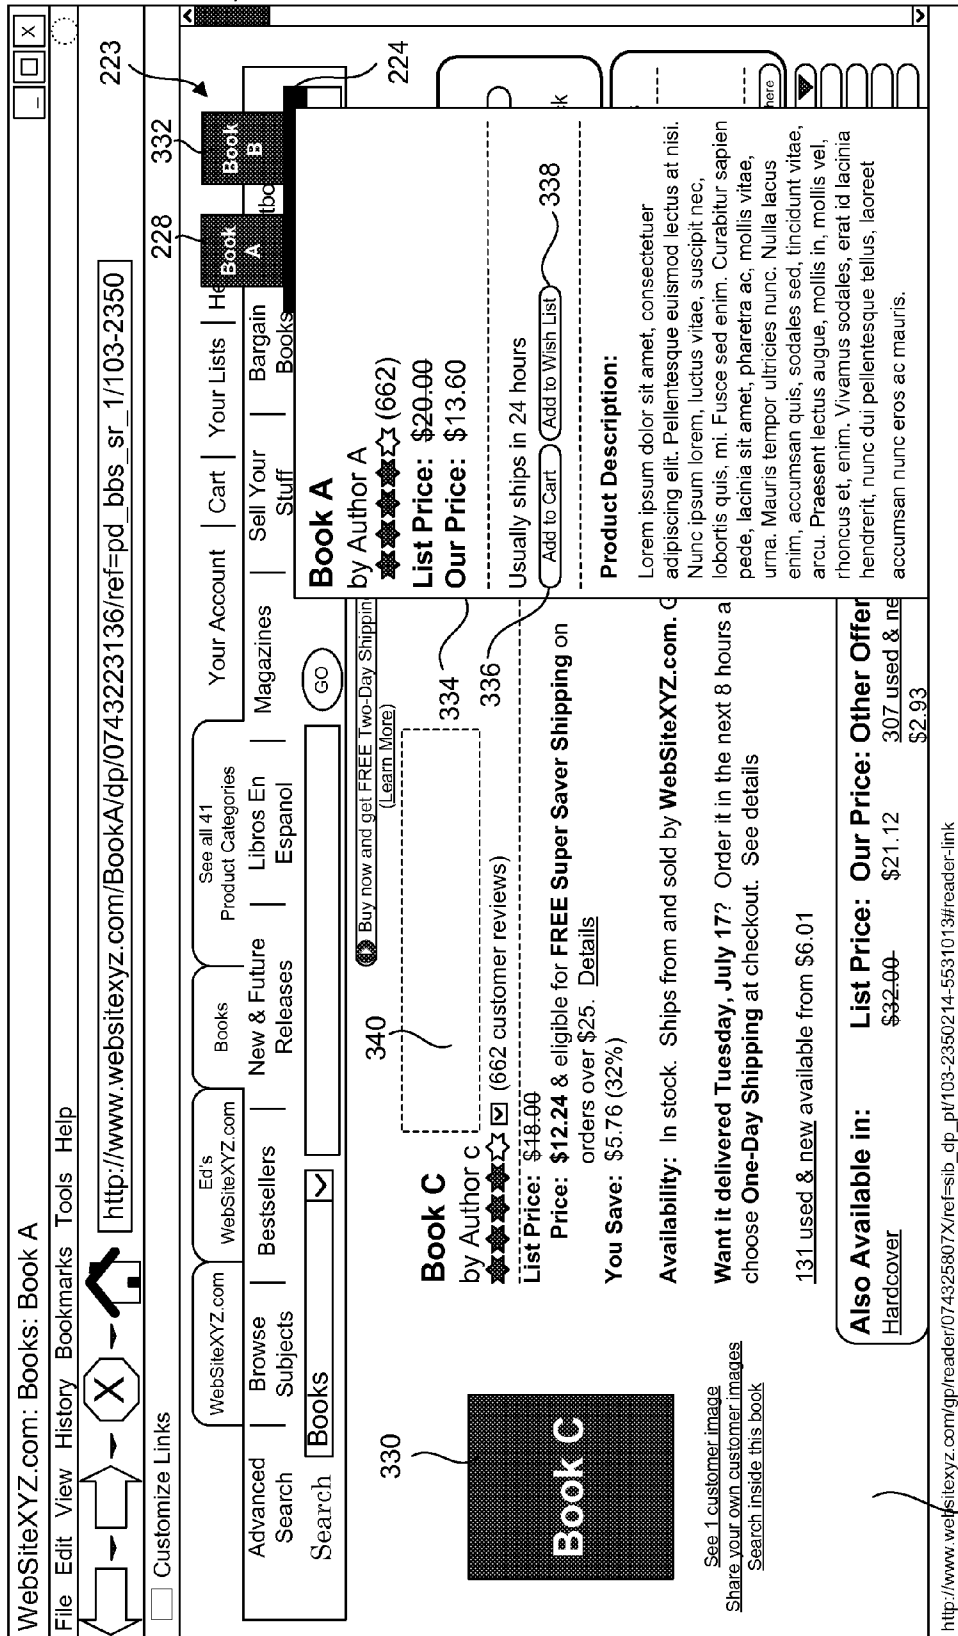 WebSiteXYZ.com: Books: Book A
_ X
File Edit View History Bookmarks Tools Help
X
http://www.websitexyz.com/BookA/dp/0743223136/ref=pd_bbs_sr_1/103-2350
Customize Links
223
332
228
224
WebSiteXYZ.com
Ed's
WebSiteXYZ.com
Books
See all 41
Product Categories
Your Account | Cart | Your Lists | He
Book
A
Book
B
tbo
Advanced
Search
Browse
Subjects
Bestsellers
New & Future
Releases
Libros En
Espanol
Magazines
Sell Your
Stuff
Bargain
Books
Search
Books
GO
Buy now and get FREE Two-Day Shippin
(Learn More)
330
Book C
See 1 customer image
Share your own customer images
Search inside this book
340
Book C
by Author c
(662 customer reviews)
List Price: $18.00
Price: $12.24 & eligible for FREE Super Saver Shipping on
orders over $25. Details
You Save: $5.76 (32%)
Availability: In stock. Ships from and sold by WebSiteXYZ.com. G
Want it delivered Tuesday, July 17? Order it in the next 8 hours a
choose One-Day Shipping at checkout. See details
131 used & new available from $6.01
Also Available in: List Price: Our Price: Other Offer
Hardcover $32.00 $21.12 307 used & ne
$2.93
334
336
338
Book A
by Author A
(662)
List Price: $20.00
Our Price: $13.60
Usually ships in 24 hours
Add to Cart Add to Wish List
Product Description:
Lorem ipsum dolor sit amet, consectetuer
adipiscing elit. Pellentesque euismod lectus at nisi.
Nunc ipsum lorem, luctus vitae, suscipit nec,
lobortis quis, mi. Fusce sed enim. Curabitur sapien
pede, lacinia sit amet, pharetra ac, mollis vitae,
urna. Mauris tempor ultricies nunc. Nulla lacus
enim, accumsan quis, sodales sed, tincidunt vitae,
arcu. Praesent lectus augue, mollis in, mollis vel,
rhoncus et, enim. Vivamus sodales, erat id lacinia
hendrerit, nunc dui pellentesque tellus, laoreet
accumsan nunc eros ac mauris.
k
s
here
http://www.websitexyz.com/gp/reader/074325807X/ref=sib_dp_pt/103-2350214-5531013#reader-link